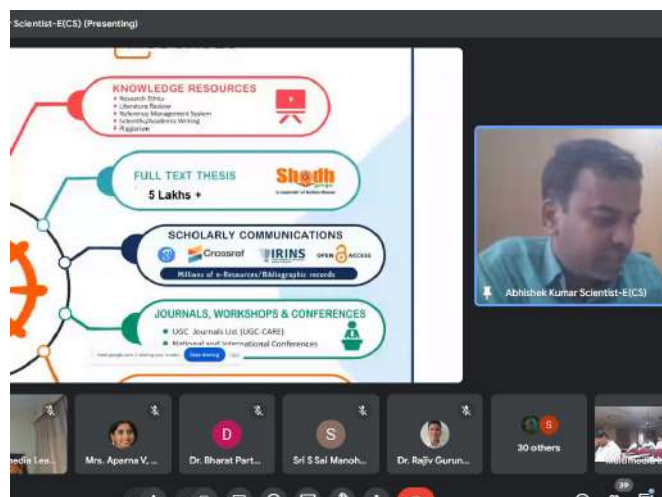 Scientist-E(CS) (Presenting)
KNOWLEDGE RESOURCES
Research Ethics
Literature Review
Reference Management System
Scientific/Academic Writing
Plagiarism
FULL TEXT THESIS
5 Lakhs +
Shodh
SCHOLARLY COMMUNICATIONS
Crossref
IRINS
OPEN ACCESS
Millions of e-Resources/Bibliographic records
JOURNALS, WORKSHOPS & CONFERENCES
UGC Journals List (UGC-CARE)
National and International Conferences
Stop sharing
Abhishek Kumar Scientist-E(CS)
Mrs. Aparna V, ...
D
Dr. Bharat Part...
S
Sri S Sai Manoh...
Dr. Rajiv Gurun...
S
30 others
39